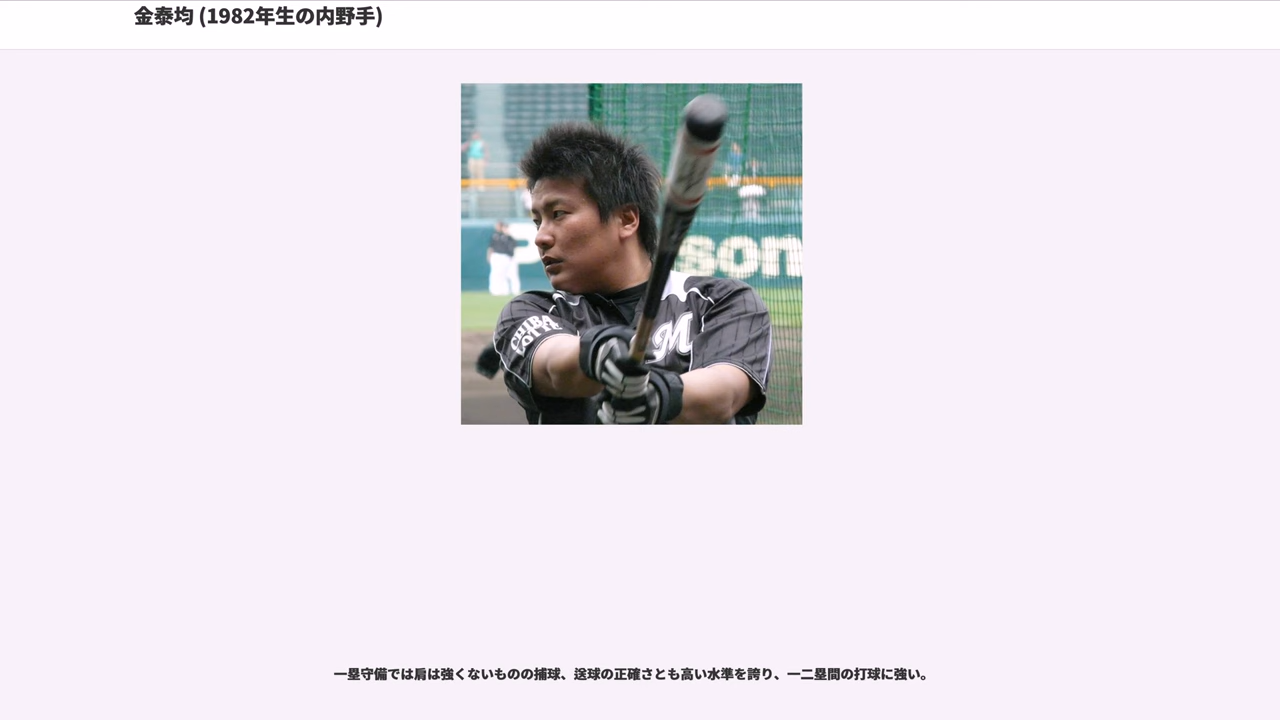 金泰均 (1982年生の内野手)
son
CHIBA
LOTTE
M
一塁守備では肩は強くないものの捕球、送球の正確さとも高い水準を誇り、一二塁間の打球に強い。